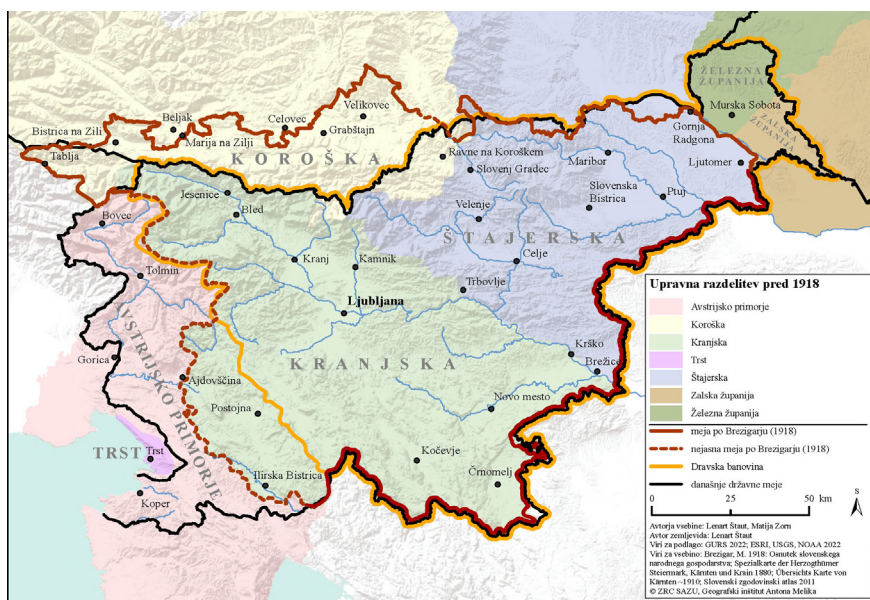 ŽELEZNA
ŽUPANIJA
Murska Sobota
ZALSKA
ŽUPANIJA
Velikovec
Beljak
Celovec
Gornja
Radgona
Bistrica na Zili
Marija na Zilji
Grabštajn
Tablja
KOROŠKA
Ravne na Koroškem
Maribor
Ljutomer
Slovenj Gradec
Jesenice
Slovenska
Bistrica
Ptuj
Bled
Velenje
Bovec
ŠTAJERSKA
Kranj
Kamnik
Celje
Tolmin
Trbovlje
Ljubljana
AVSTRIJSKO PRIMORJE
Gorica
KRANJSKA
Krško
Brežice
Ajdovščina
Novo mesto
Postojna
TRST
Trst
Kočevje
Črnomelj
Ilirska Bistrica
Koper
Upravna razdelitev pred 1918
Avstrijsko primorje
Koroška
Kranjska
Trst
Štajerska
Zalska županija
Železna županija
meja po Brezigarju (1918)
nejasna meja po Brezigarju (1918)
Dravska banovina
današnje državne meje
0 25 50 km
S
Avtorja vsebine: Lenart Štaut, Matija Zorn
Avtor zemljevida: Lenart Štaut
Viri za podlago: GURS 2022; ESRI, USGS, NOAA 2022
Viri za vsebino: Brezigar, M. 1918: Osnutek slovenskega
narodnega gospodarstva; Spezialkarte der Herzogthümer
Steiermark, Kärnten und Krain 1880; Übersichts Karte von
Kärnten ~1910; Slovenski zgodovinski atlas 2011
© ZRC SAZU, Geografski inštitut Antona Melika